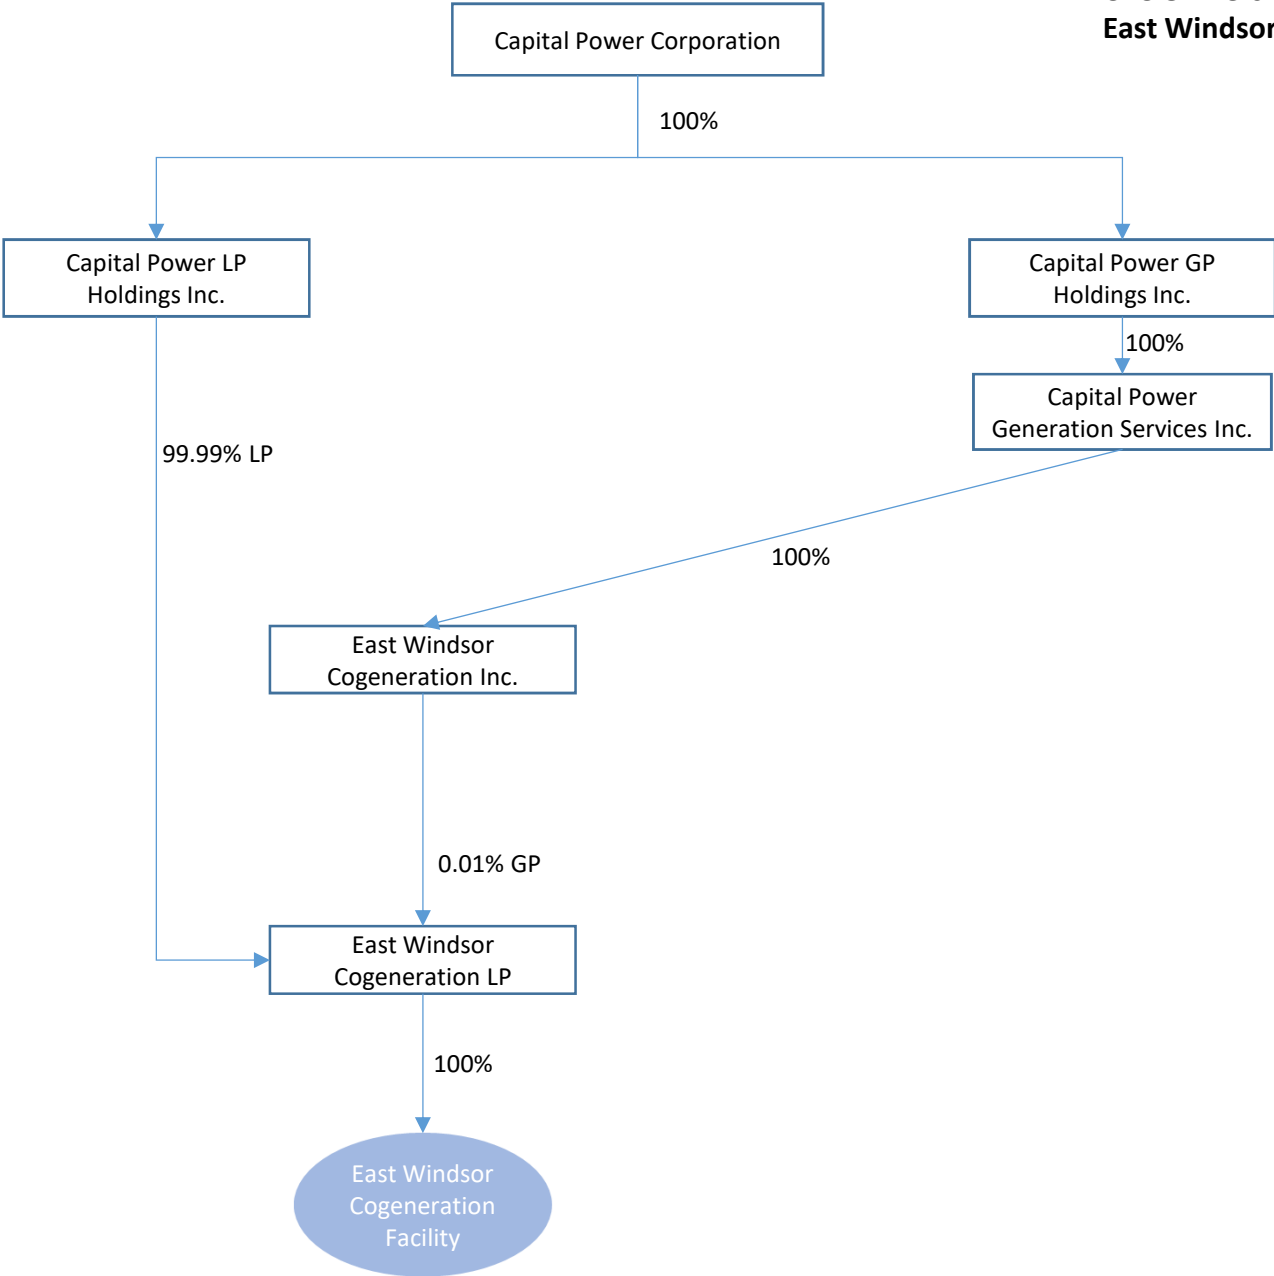 East Windsor
Capital Power Corporation
100%
Capital Power LP
Holdings Inc.
Capital Power GP
Holdings Inc.
100%
Capital Power
Generation Services Inc.
99.99% LP
100%
East Windsor
Cogeneration Inc.
0.01% GP
East Windsor
Cogeneration LP
100%
East Windsor
Cogeneration
Facility